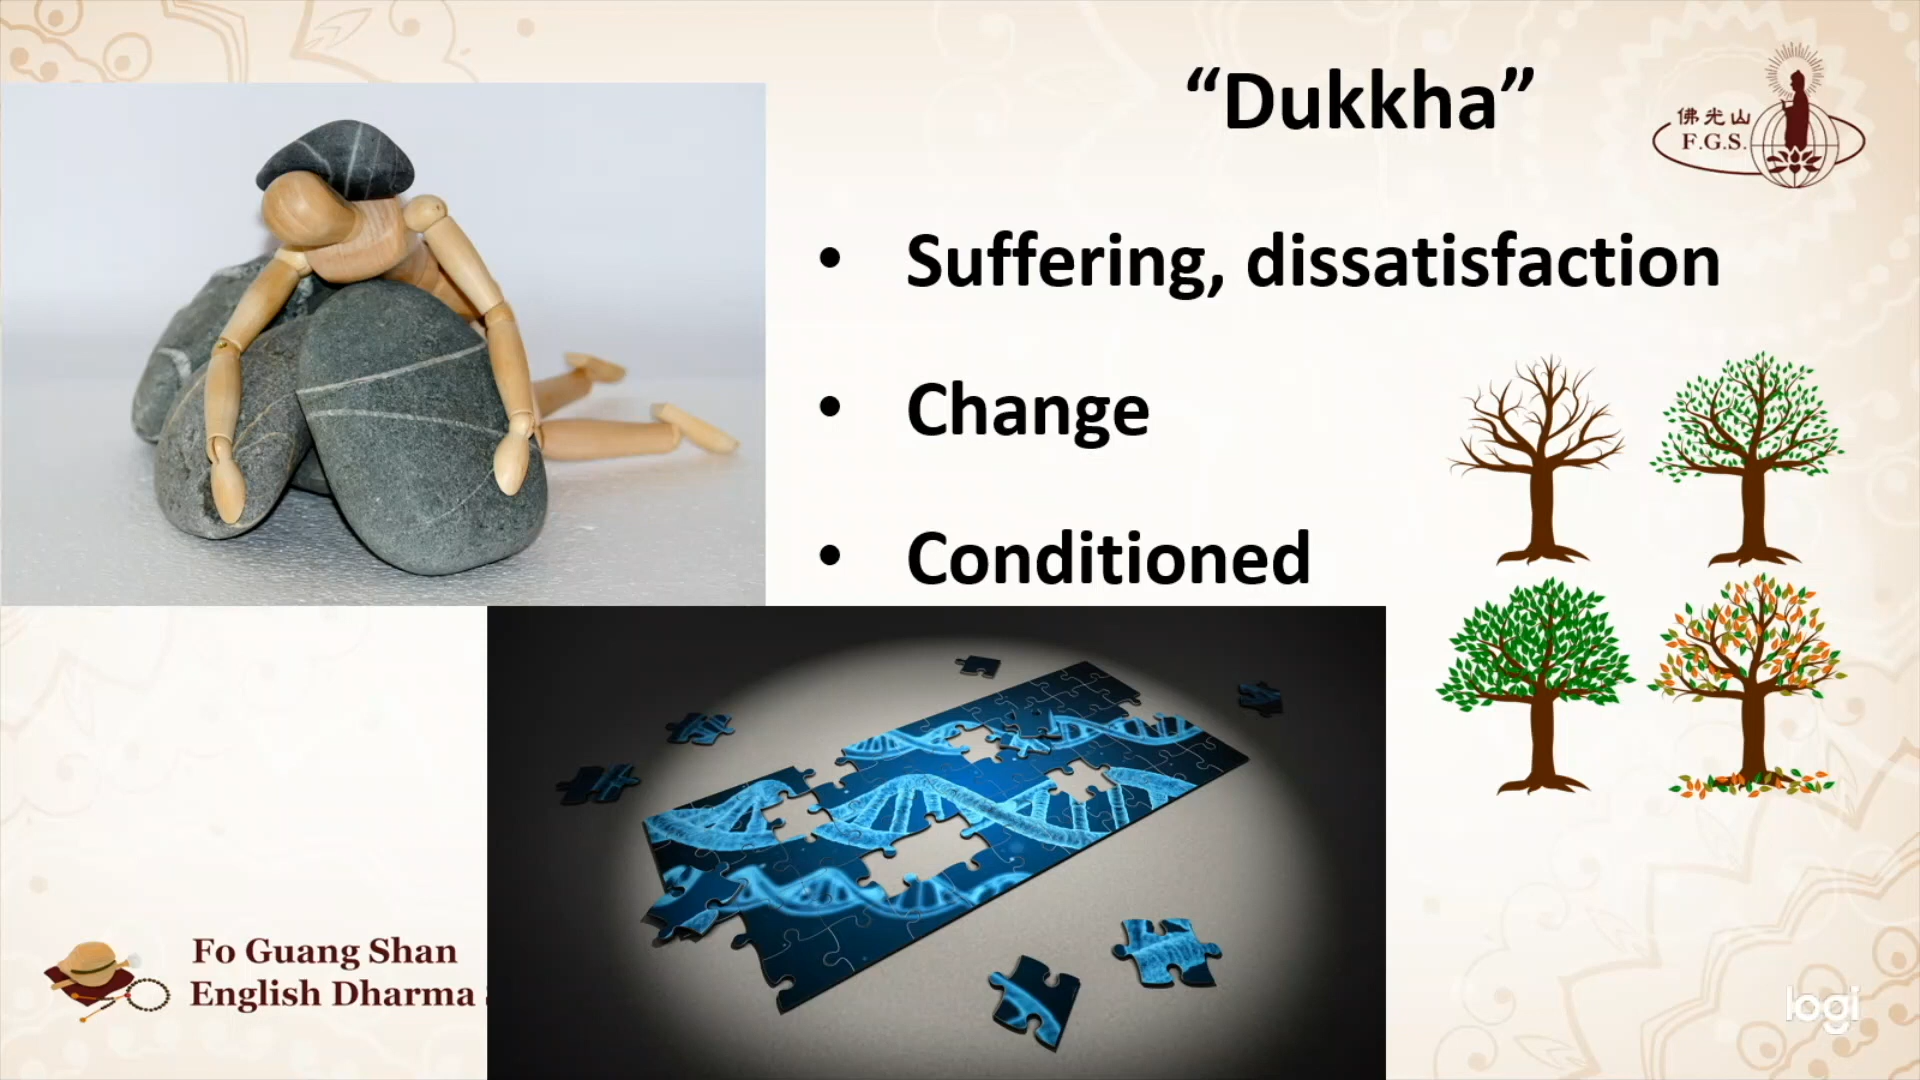 “Dukkha”
佛光山
F.G.S.
• Suffering, dissatisfaction
• Change
• Conditioned
Fo Guang Shan
English Dharma
logi